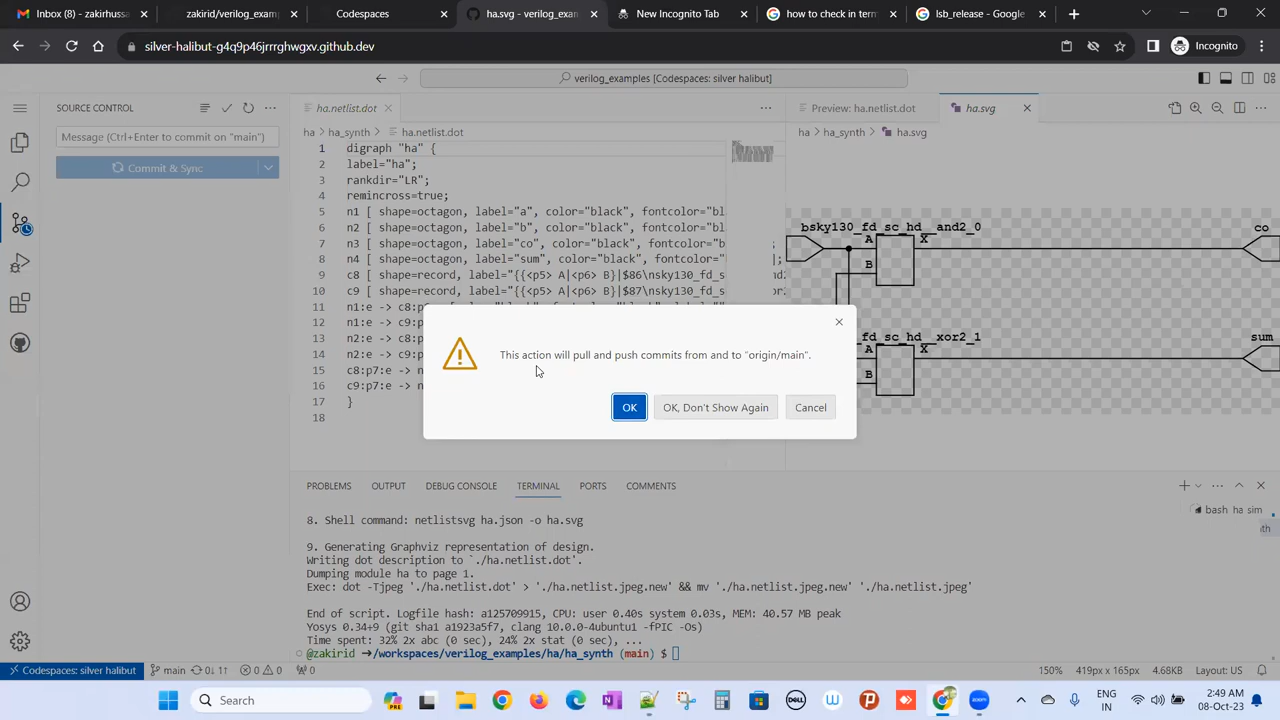 Inbox (8) - zakirhussa
zakirid/verilog_examp
Codespaces
ha.svg - verilog_exan
New Incognito Tab
how to check in term
lsb_release - Google
silver-halibut-g4q9p46jrrrghwgxv.github.dev
Incognito
verilog_examples [Codespaces: silver halibut]
SOURCE CONTROL
Message (Ctrl+Enter to commit on "main")
Commit & Sync
ha.netlist.dot
ha > ha_synth > ha.netlist.dot
1 digraph "ha" {
2 label="ha";
3 rankdir="LR";
4 remincross=true;
5 n1 [ shape=octagon, label="a", color="black", fontcolor="bl
6 n2 [ shape=octagon, label="b", color="black", fontcolor="bl
7 n3 [ shape=octagon, label="co", color="black", fontcolor="b
8 n4 [ shape=octagon, label="sum", color="black", fontcolor="
9 c8 [ shape=record, label="{{<p5> A|<p6> B}|$86\nsky130_fd_s
10 c9 [ shape=record, label="{{<p5> A|<p6> B}|$87\nsky130_fd_s
11 n1:e -> c8:p
12 n1:e -> c9:p
13 n2:e -> c8:p
14 n2:e -> c9:p
15 c8:p7:e -> n
16 c9:p7:e -> n
17 }
18
Preview: ha.netlist.dot
ha.svg
ha > ha_synth > ha.svg
bsky130_fd_sc_hd__and2_0
co
A
X
B
_fd_sc_hd__xor2_1
sum
A
X
B
This action will pull and push commits from and to "origin/main".
OK
OK, Don't Show Again
Cancel
PROBLEMS
OUTPUT
DEBUG CONSOLE
TERMINAL
PORTS
COMMENTS
8. Shell command: netlistsvg ha.json -o ha.svg
9. Generating Graphviz representation of design.
Writing dot description to `./ha.netlist.dot'.
Dumping module ha to page 1.
Exec: dot -Tjpeg './ha.netlist.dot' > './ha.netlist.jpeg.new' && mv './ha.netlist.jpeg.new' './ha.netlist.jpeg'
End of script. Logfile hash: a125709915, CPU: user 0.40s system 0.03s, MEM: 40.57 MB peak
Yosys 0.34+9 (git sha1 a1923a5f7, clang 10.0.0-4ubuntu1 -fPIC -Os)
Time spent: 32% 2x abc (0 sec), 24% 2x stat (0 sec), ...
@zakirid ➜/workspaces/verilog_examples/ha/ha_synth (main) $
bash ha sim
Codespaces: silver halibut
main
0↓ 1↑
0
0
0
150%
419px x 165px
4.68KB
Layout: US
Search
PRE
DELL
ENG
IN
2:49 AM
08-Oct-23